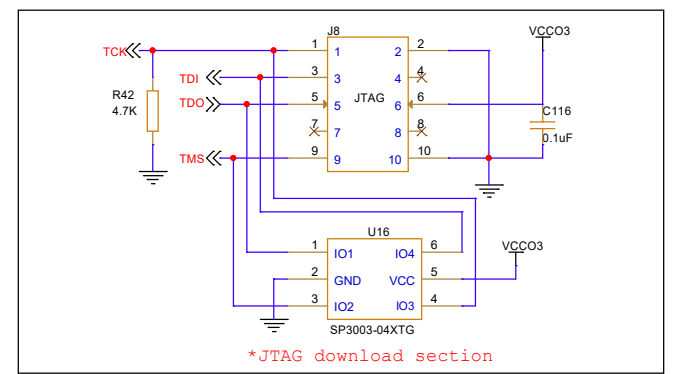 J8
VCCO3
TCK
1 1 2 2
TDI
3 3 4 4
R42
4.7K
TDO
5 5 JTAG 6 6
C116
0.1uF
7 7 8 8
TMS
9 9 10 10
U16
VCCO3
1 IO1 IO4 6
2 GND VCC 5
3 IO2 IO3 4
SP3003-04XTG
*JTAG download section